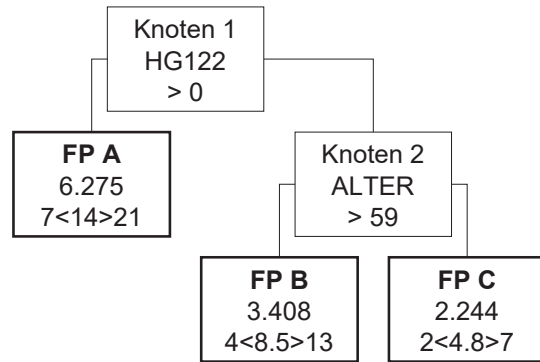 Knoten 1
HG122
> 0
FP A
6.275
7<14>21
Knoten 2
ALTER
> 59
FP B
3.408
4<8.5>13
FP C
2.244
2<4.8>7